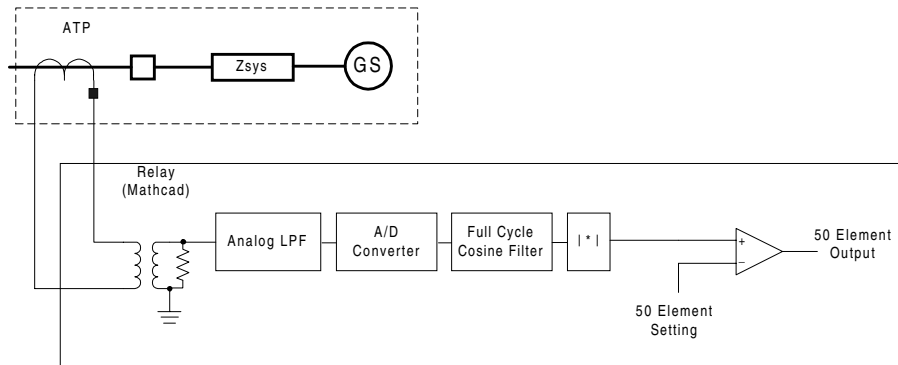 ATP
Zsys
GS
Relay
(Mathcad)
Analog LPF
A/D
Converter
Full Cycle
Cosine Filter
|*|
+
−
50 Element
Output
50 Element
Setting